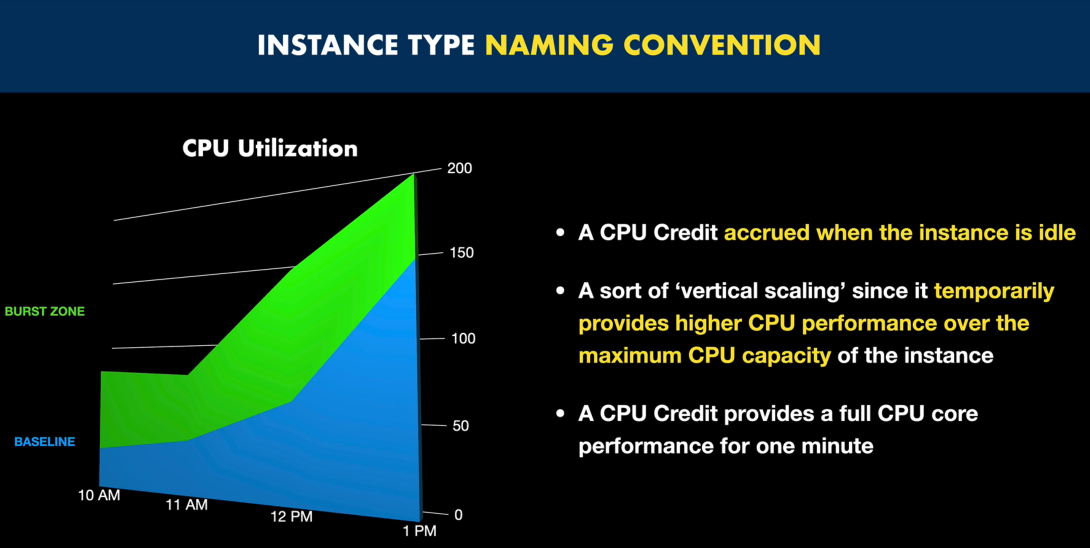 INSTANCE TYPE NAMING CONVENTION
CPU Utilization
200
150
100
50
0
BURST ZONE
BASELINE
10 AM
11 AM
12 PM
1 PM
• A CPU Credit accrued when the instance is idle
• A sort of ‘vertical scaling’ since it temporarily
provides higher CPU performance over the
maximum CPU capacity of the instance
• A CPU Credit provides a full CPU core
performance for one minute